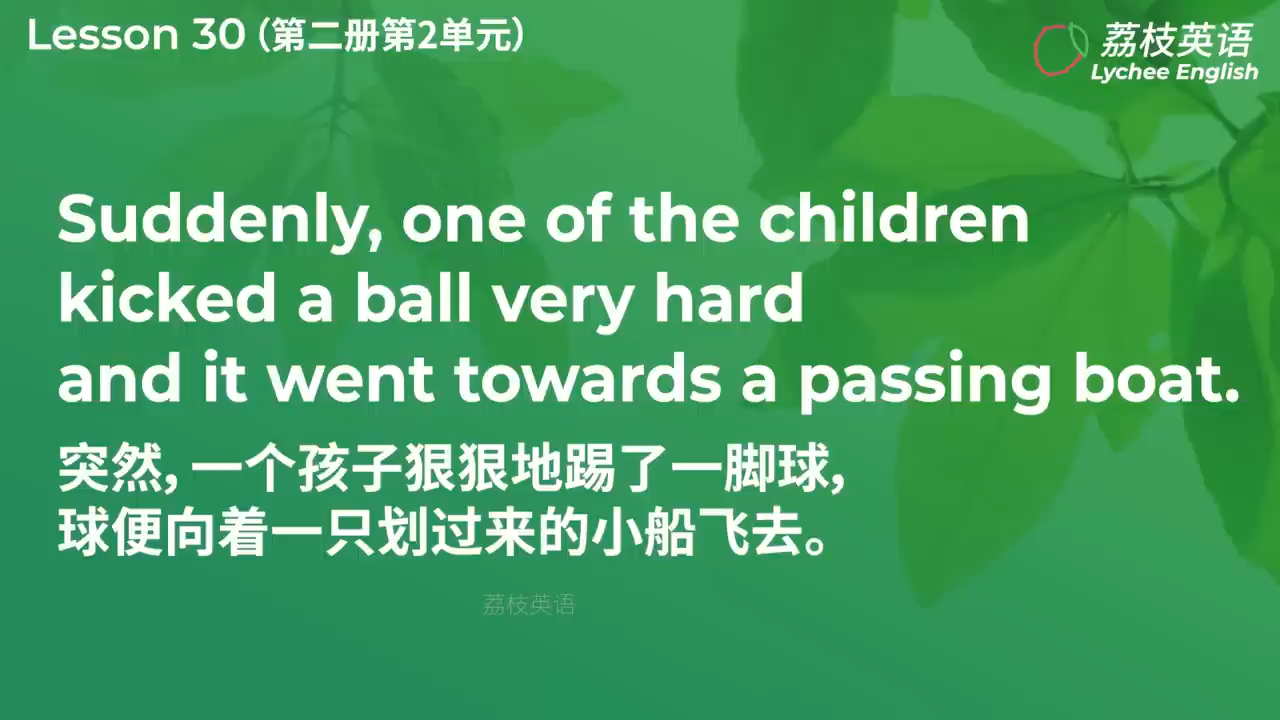 Lesson 30 (第二册第2单元)
荔枝英语
Lychee English
Suddenly, one of the children
kicked a ball very hard
and it went towards a passing boat.
突然, 一个孩子狠狠地踢了一脚球,
球便向着一只划过来的小船飞去。
荔枝英语